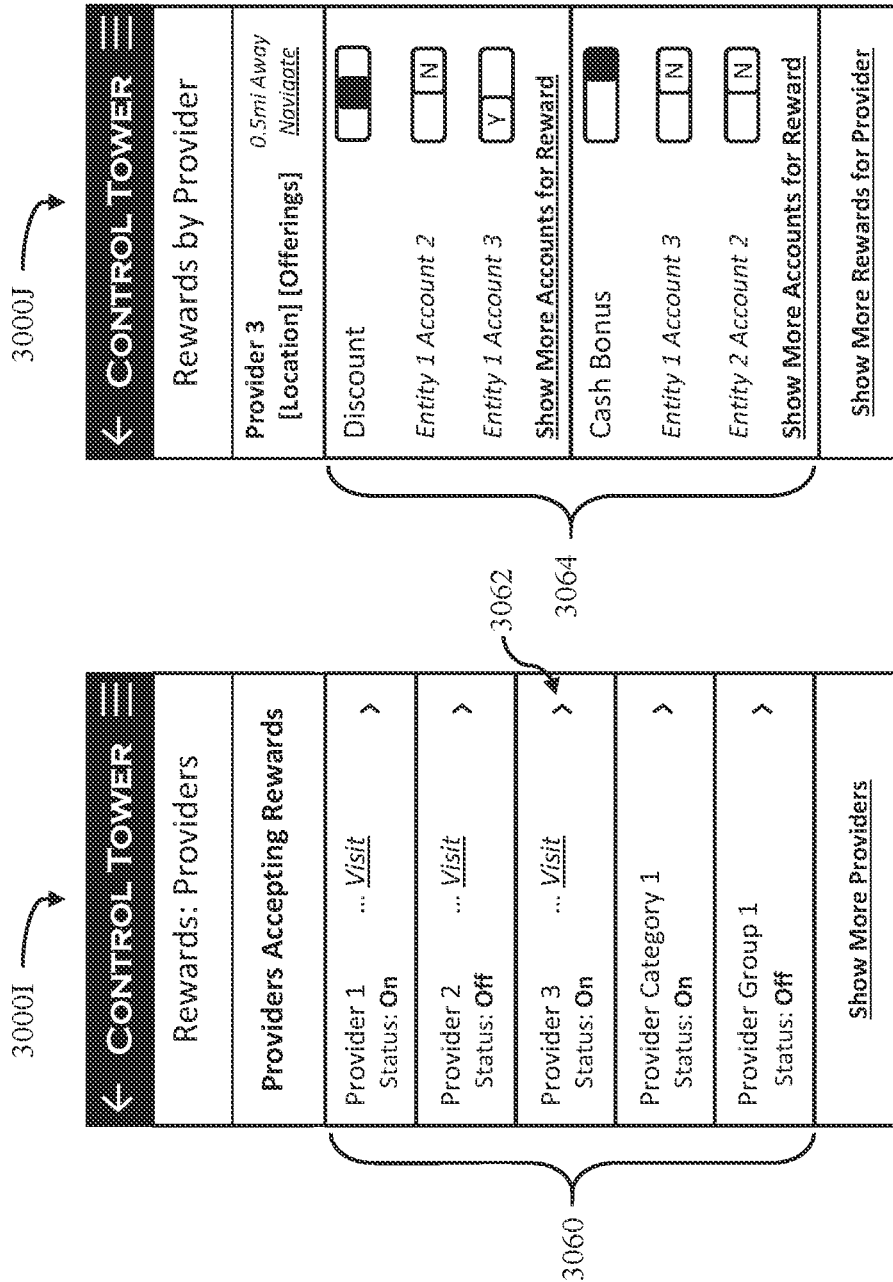 3000I
← CONTROL TOWER
Rewards: Providers
Providers Accepting Rewards
Provider 1 ... Visit >
Status: On
Provider 2 ... Visit >
Status: Off
Provider 3 ... Visit >
Status: On
Provider Category 1 >
Status: On
Provider Group 1 >
Status: Off
Show More Providers
3060
3062
3000J
← CONTROL TOWER
Rewards by Provider
Provider 3 0.5mi Away
[Location] [Offerings] Navigate
Discount
Entity 1 Account 2 N
Entity 1 Account 3 Y
Show More Accounts for Reward
Cash Bonus
Entity 1 Account 3 N
Entity 2 Account 2 N
Show More Accounts for Reward
Show More Rewards for Provider
3064